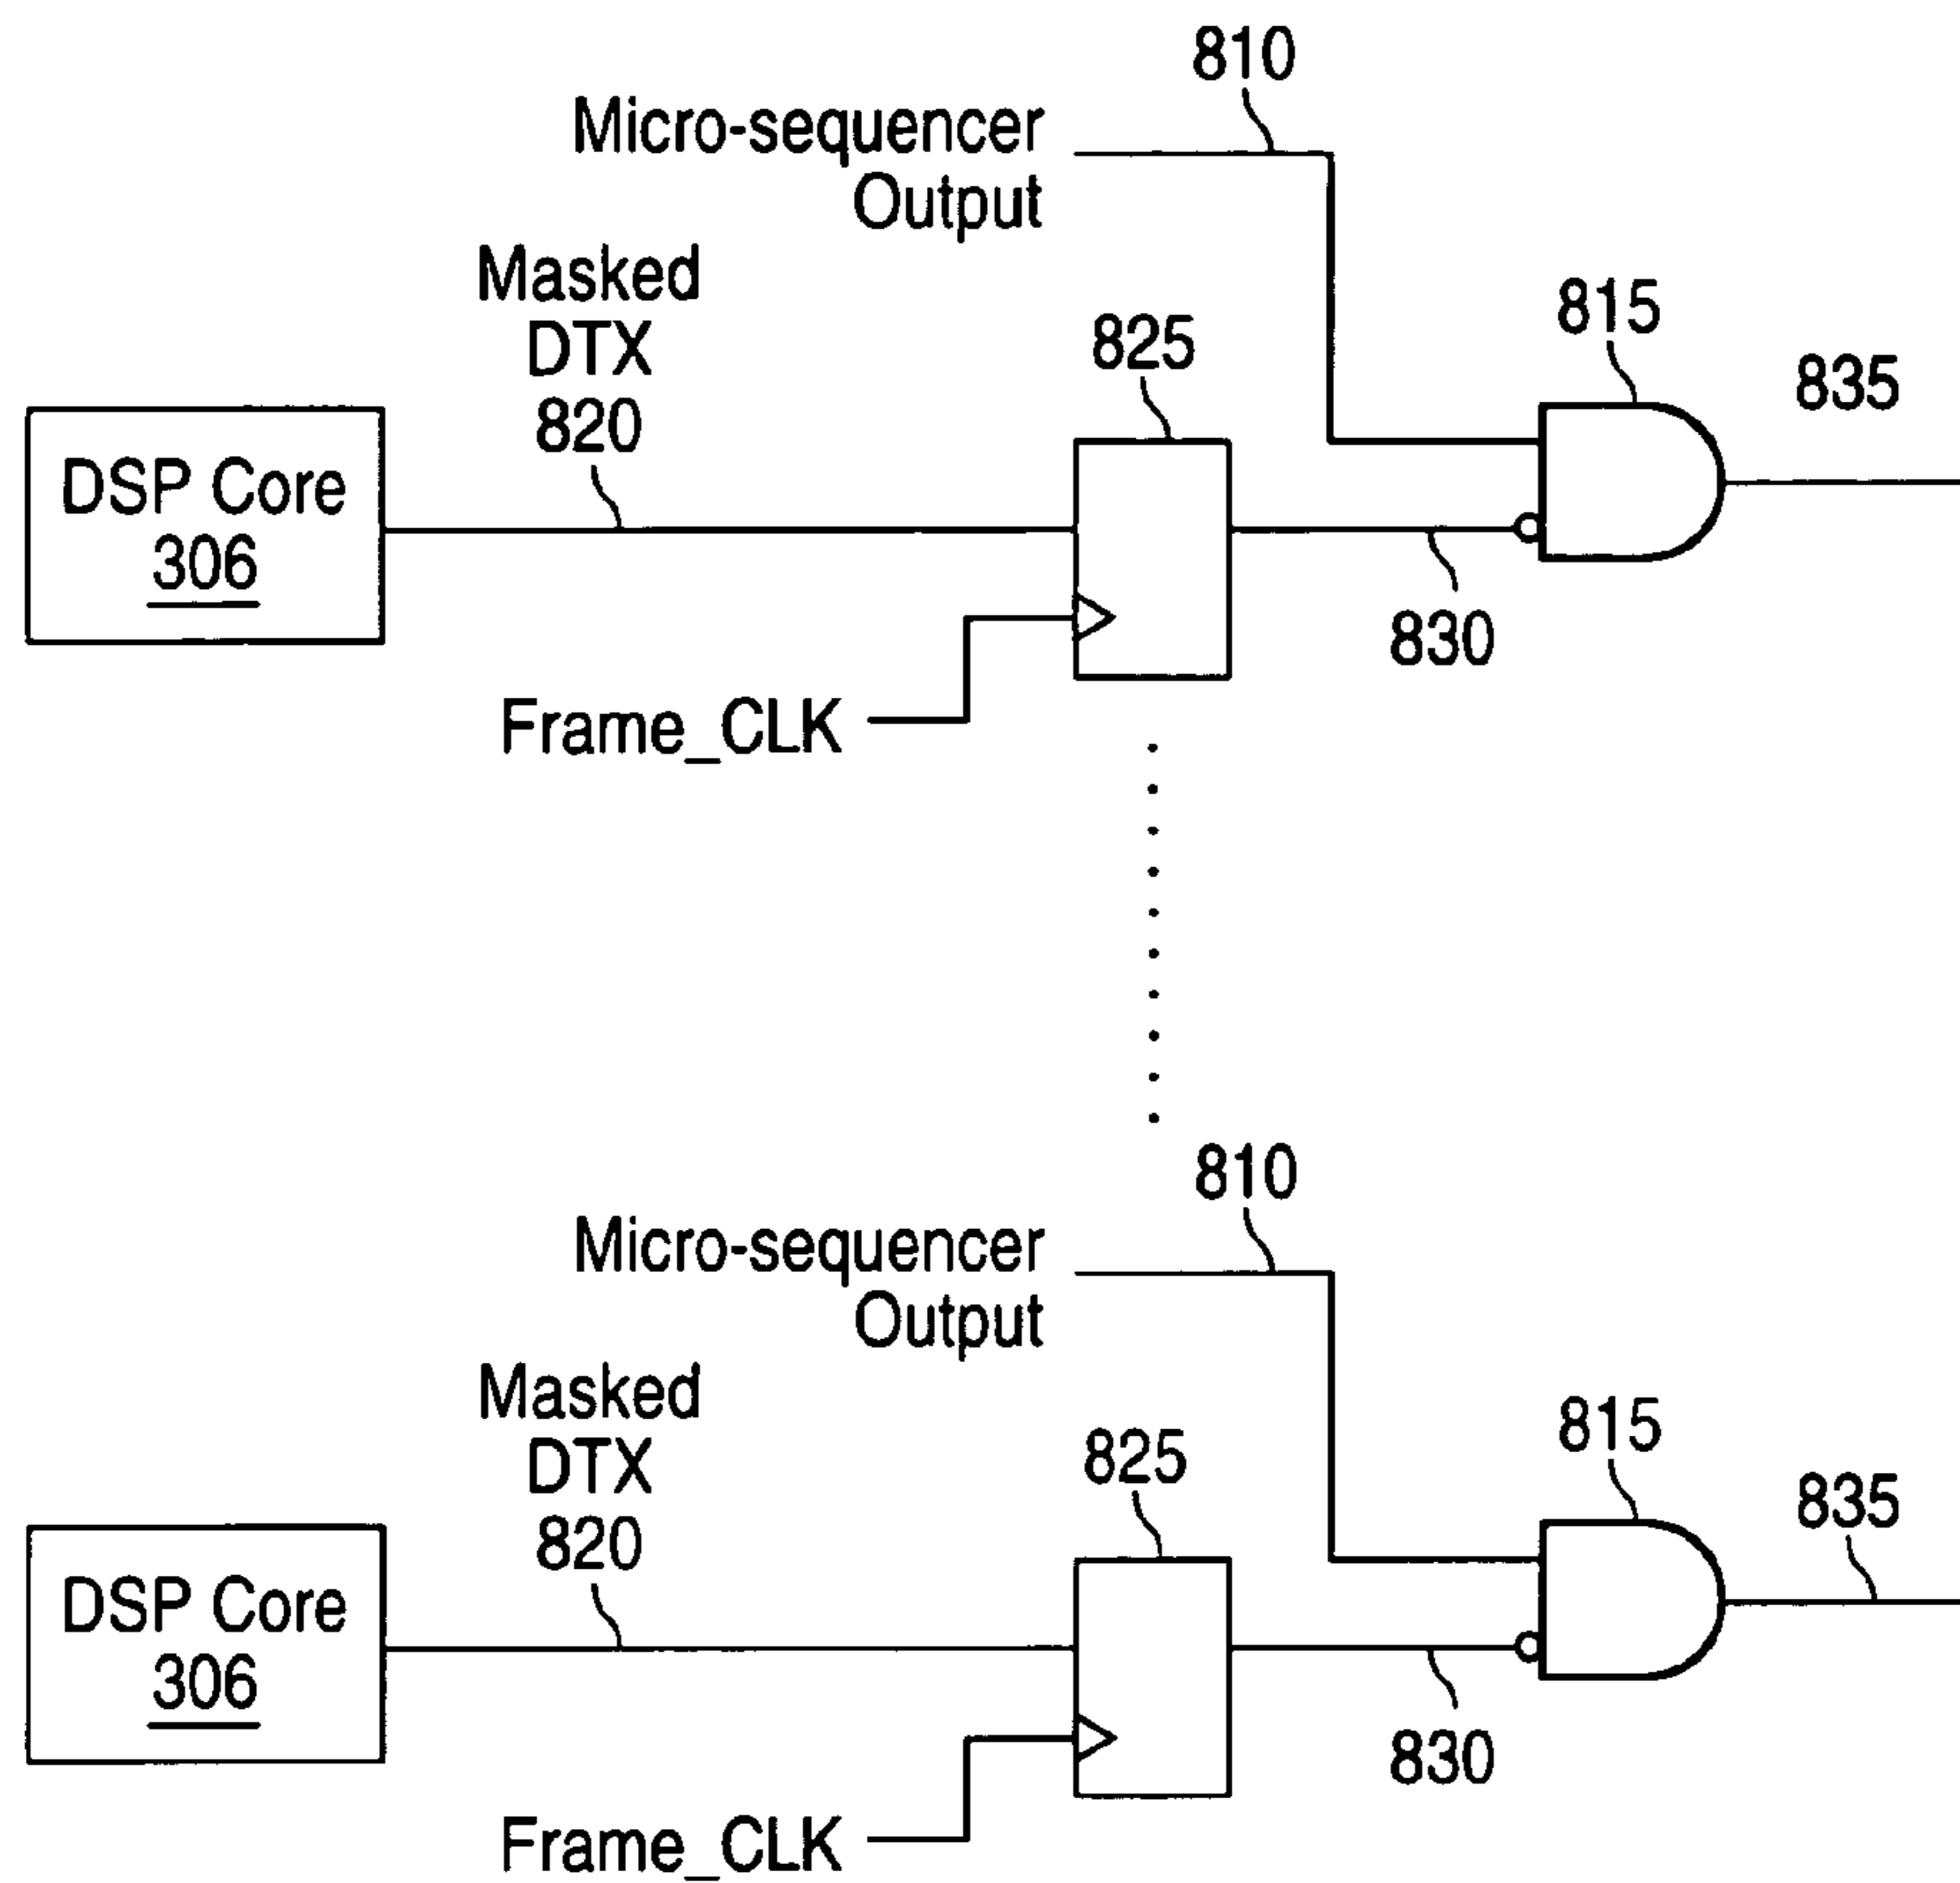 810
Micro-sequencer
Output
Masked
DTX
820
825
815
835
DSP Core
306
830
Frame_CLK
810
Micro-sequencer
Output
Masked
DTX
820
825
815
835
DSP Core
306
830
Frame_CLK